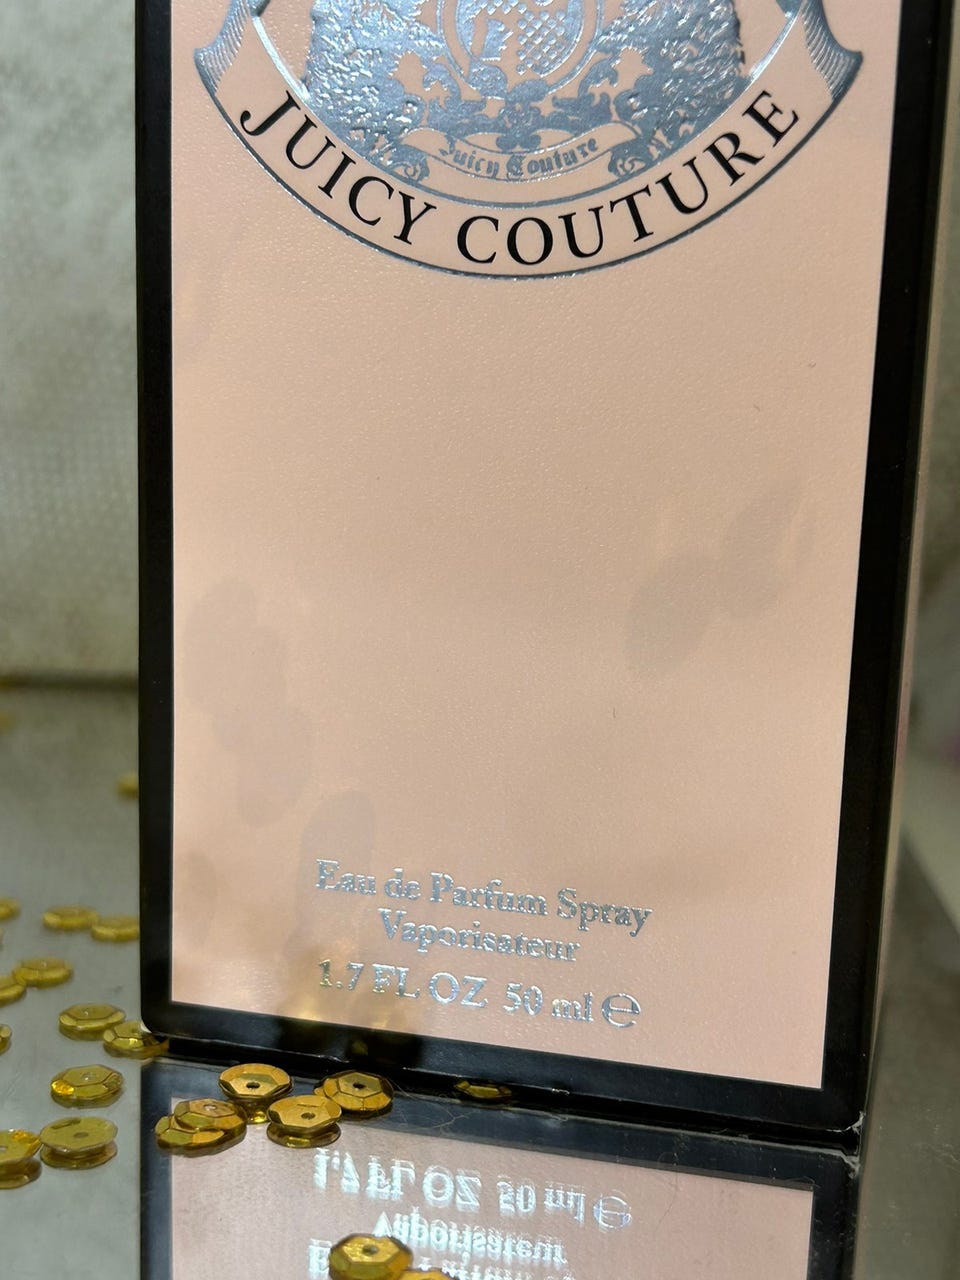 Juicy Couture
JUICY COUTURE
Eau de Parfum Spray
Vaporisateur
1.7 FL OZ 50 ml ℮